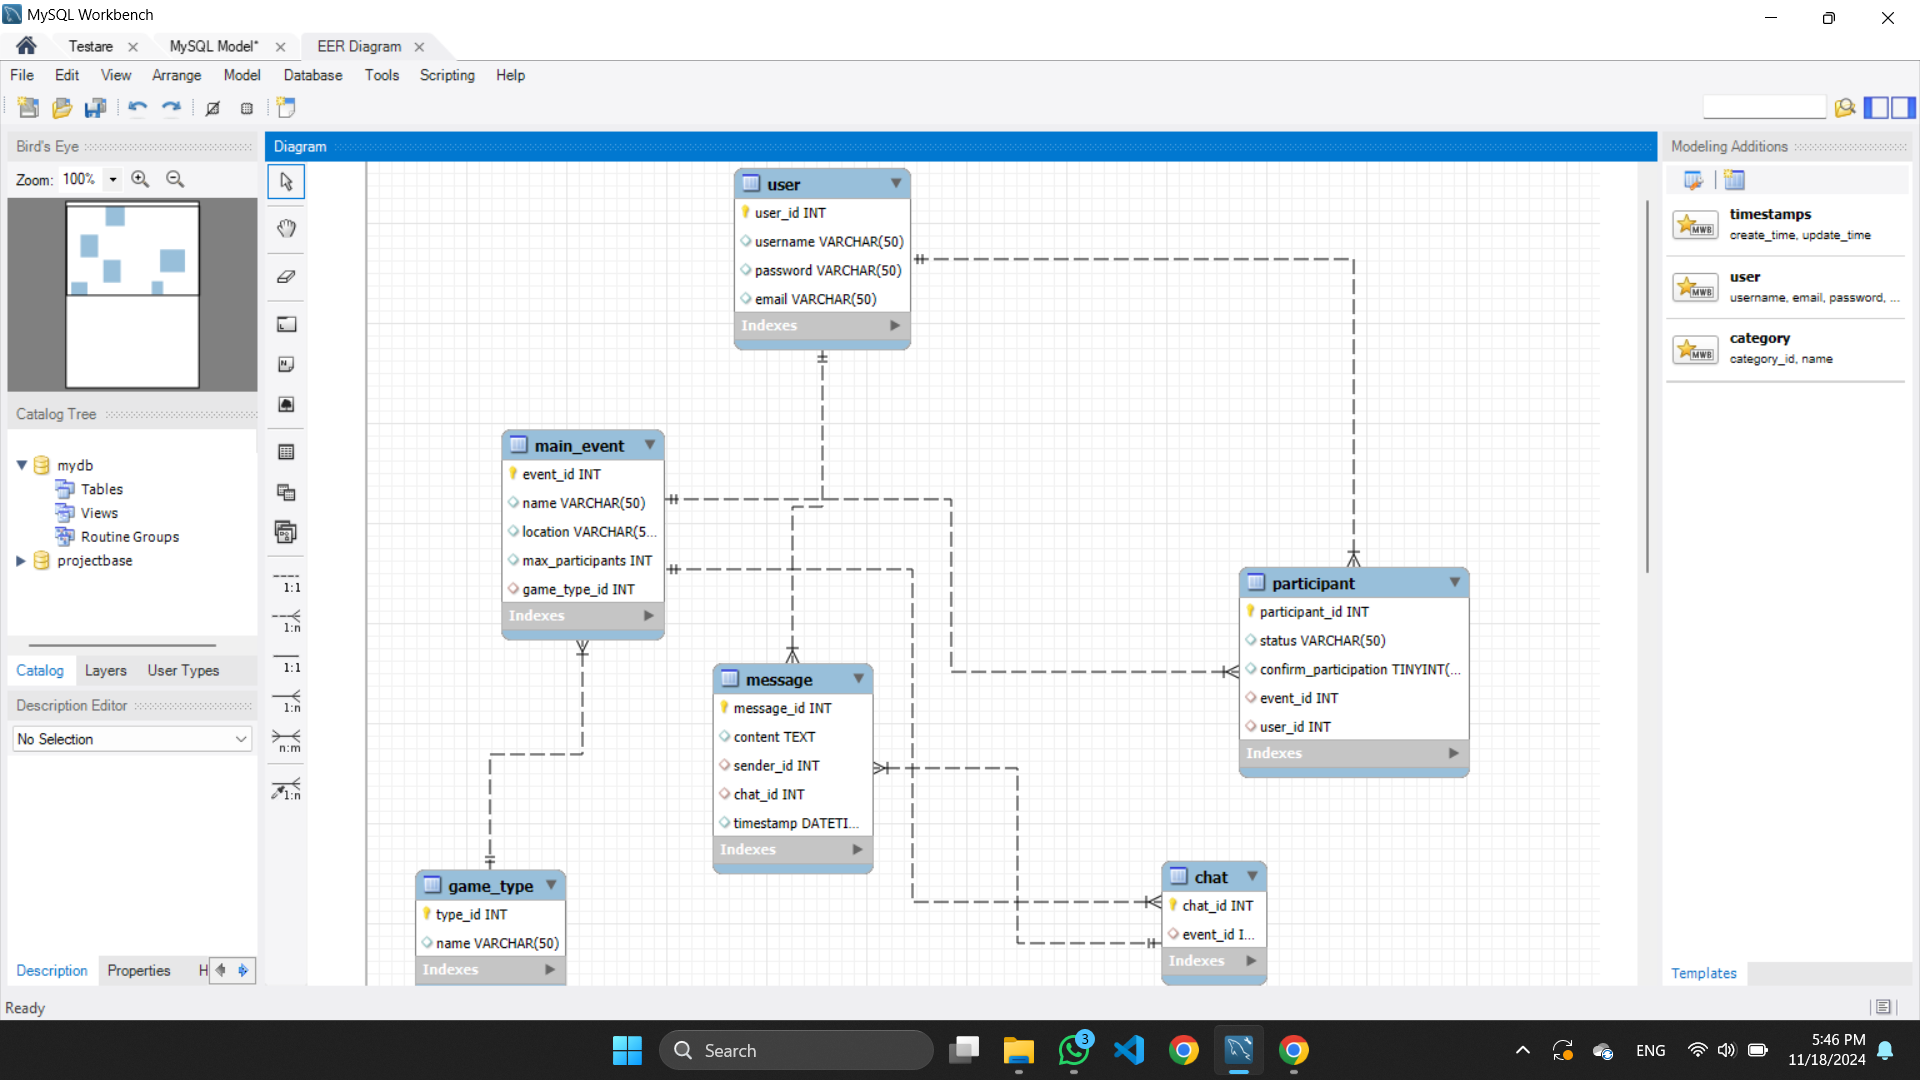 MySQL Workbench
Testare
MySQL Model*
EER Diagram
File Edit View Arrange Model Database Tools Scripting Help
Bird's Eye
Zoom: 100%
Catalog Tree
mydb
Tables
Views
Routine Groups
projectbase
Catalog Layers User Types
Description Editor
No Selection
Description Properties H
Ready
Diagram
1:1
1:n
1:1
1:n
n:m
1:n
user
user_id INT
username VARCHAR(50)
password VARCHAR(50)
email VARCHAR(50)
Indexes
main_event
event_id INT
name VARCHAR(50)
location VARCHAR(5...
max_participants INT
game_type_id INT
Indexes
message
message_id INT
content TEXT
sender_id INT
chat_id INT
timestamp DATETI...
Indexes
game_type
type_id INT
name VARCHAR(50)
Indexes
participant
participant_id INT
status VARCHAR(50)
confirm_participation TINYINT(...
event_id INT
user_id INT
Indexes
chat
chat_id INT
event_id I...
Indexes
Modeling Additions
MWB
timestamps
create_time, update_time
MWB
user
username, email, password, ...
MWB
category
category_id, name
Templates
Search
3
ENG
5:46 PM
11/18/2024